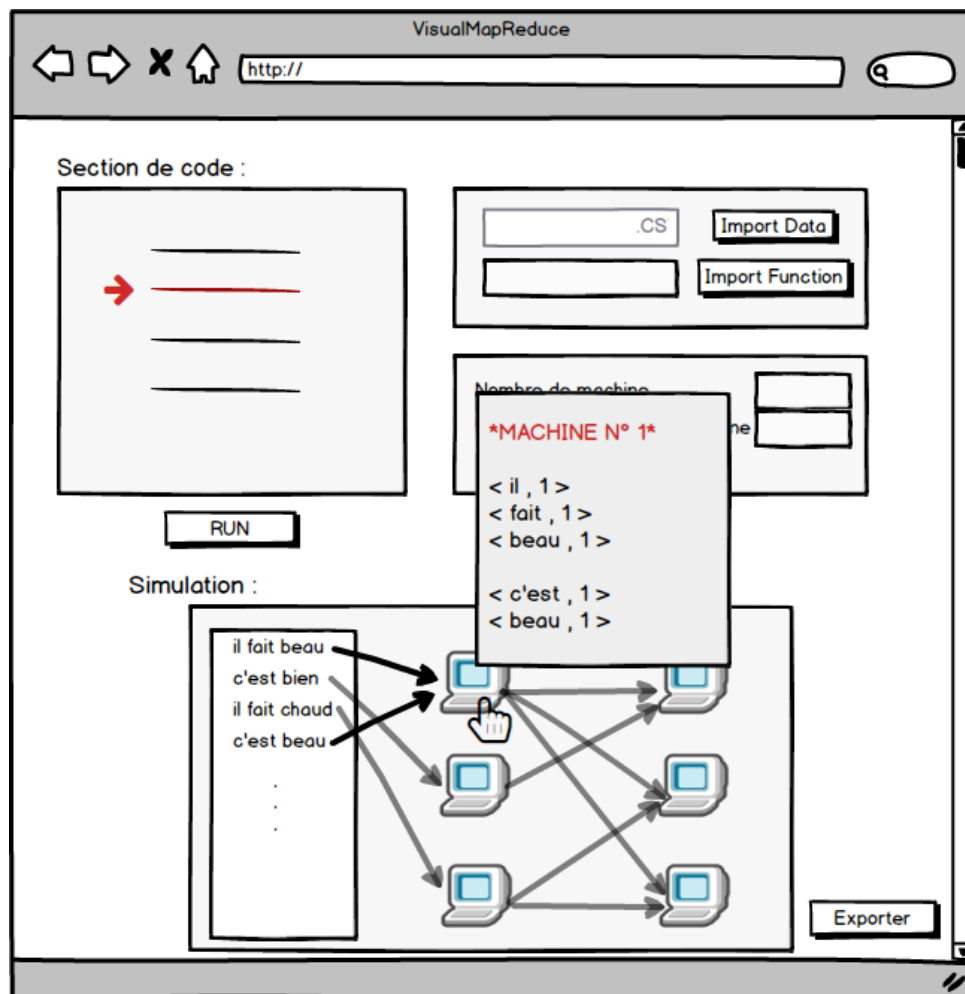 VisualMapReduce
http://
Section de code :
.CS
Import Data
Import Function
Nombre de machine
ne
*MACHINE N° 1*
< il , 1 >
< fait , 1 >
< beau , 1 >
< c'est , 1 >
< beau , 1 >
RUN
Simulation :
il fait beau
c'est bien
il fait chaud
c'est beau
.
.
.
Exporter